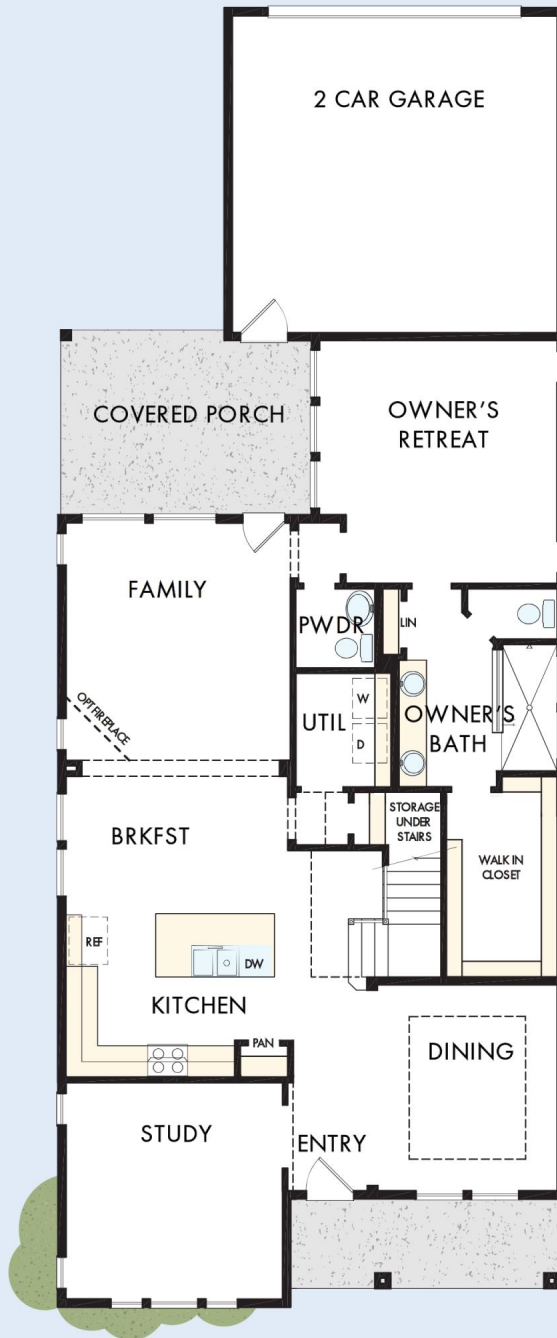 2 CAR GARAGE
COVERED PORCH
OWNER'S
RETREAT
FAMILY
PWDR
LIN
OPT FIREPLACE
UTIL
W
D
OWNER'S
BATH
BRKFST
STORAGE
UNDER
STAIRS
WALK IN
CLOSET
REF
DW
KITCHEN
PAN
DINING
STUDY
ENTRY